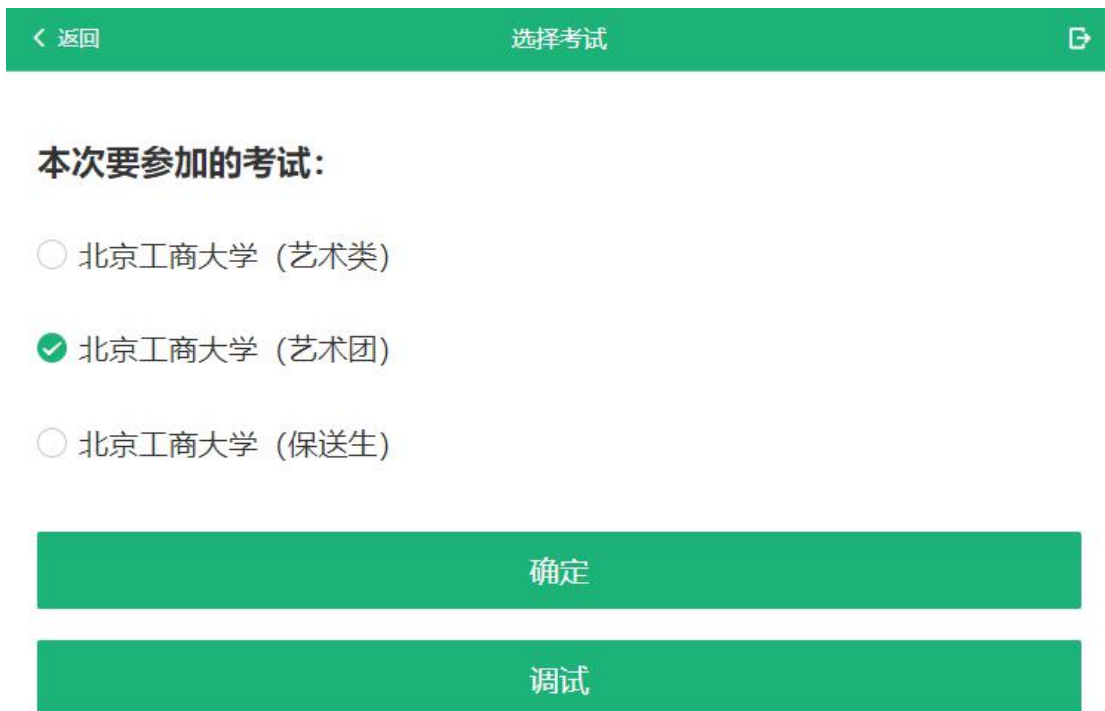 返回
选择考试
本次要参加的考试：
北京工商大学（艺术类）
北京工商大学（艺术团）
北京工商大学（保送生）
确定
调试